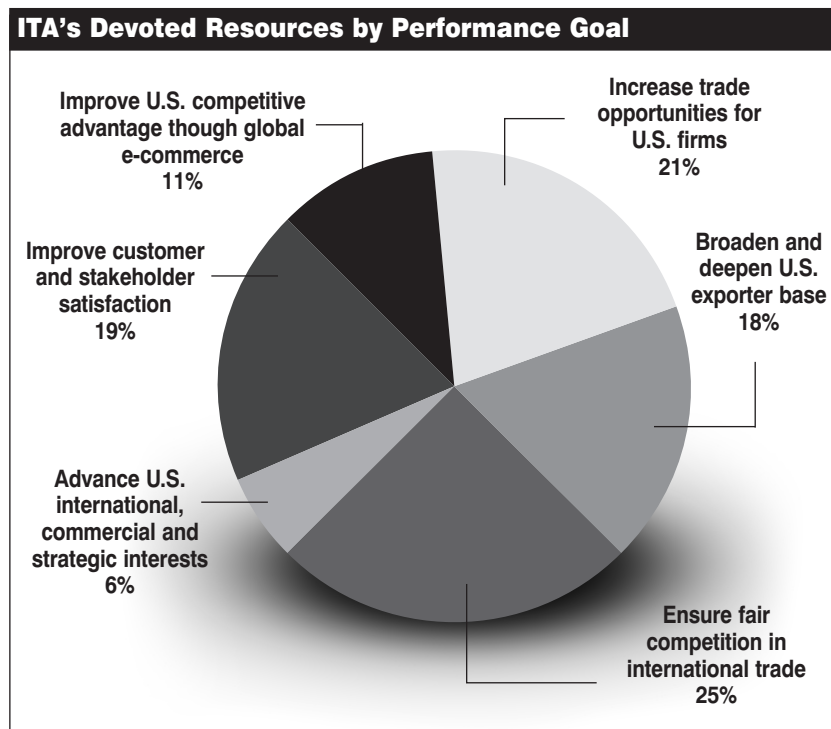 ITA's Devoted Resources by Performance Goal
Improve U.S. competitive
advantage though global
e-commerce
11%
Increase trade
opportunities for
U.S. firms
21%
Improve customer
and stakeholder
satisfaction
19%
Broaden and
deepen U.S.
exporter base
18%
Advance U.S.
international,
commercial and
strategic interests
6%
Ensure fair
competition in
international trade
25%